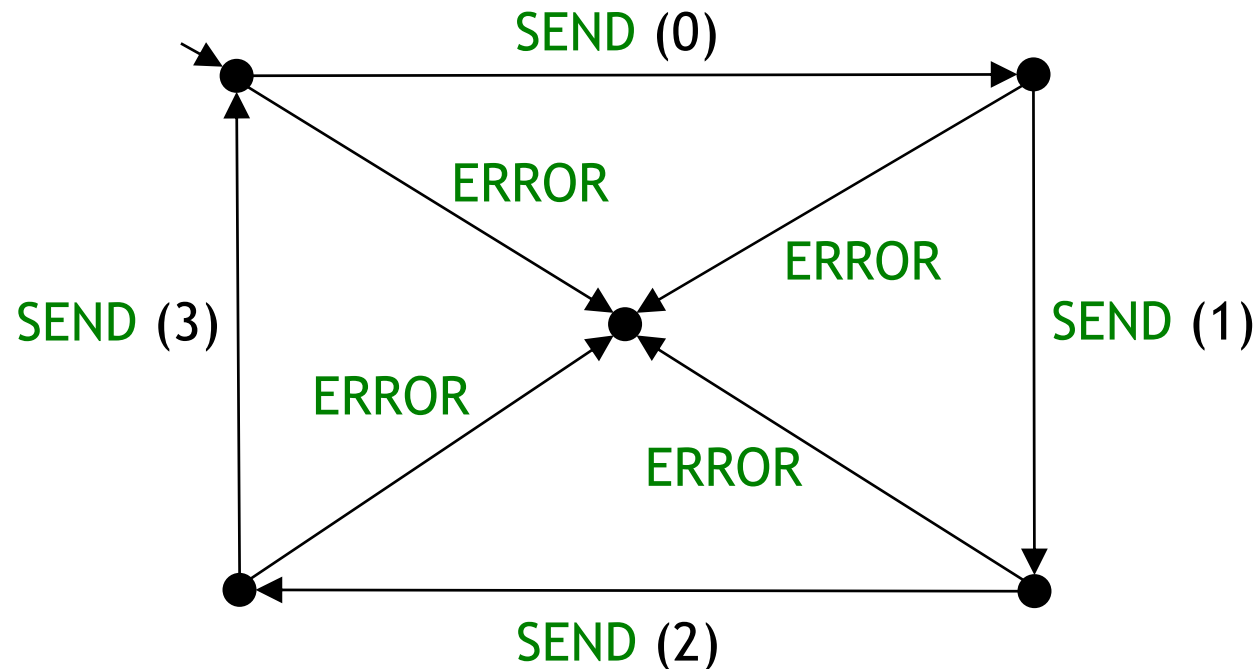 SEND (0)
ERROR
ERROR
SEND (3)
SEND (1)
ERROR
ERROR
SEND (2)